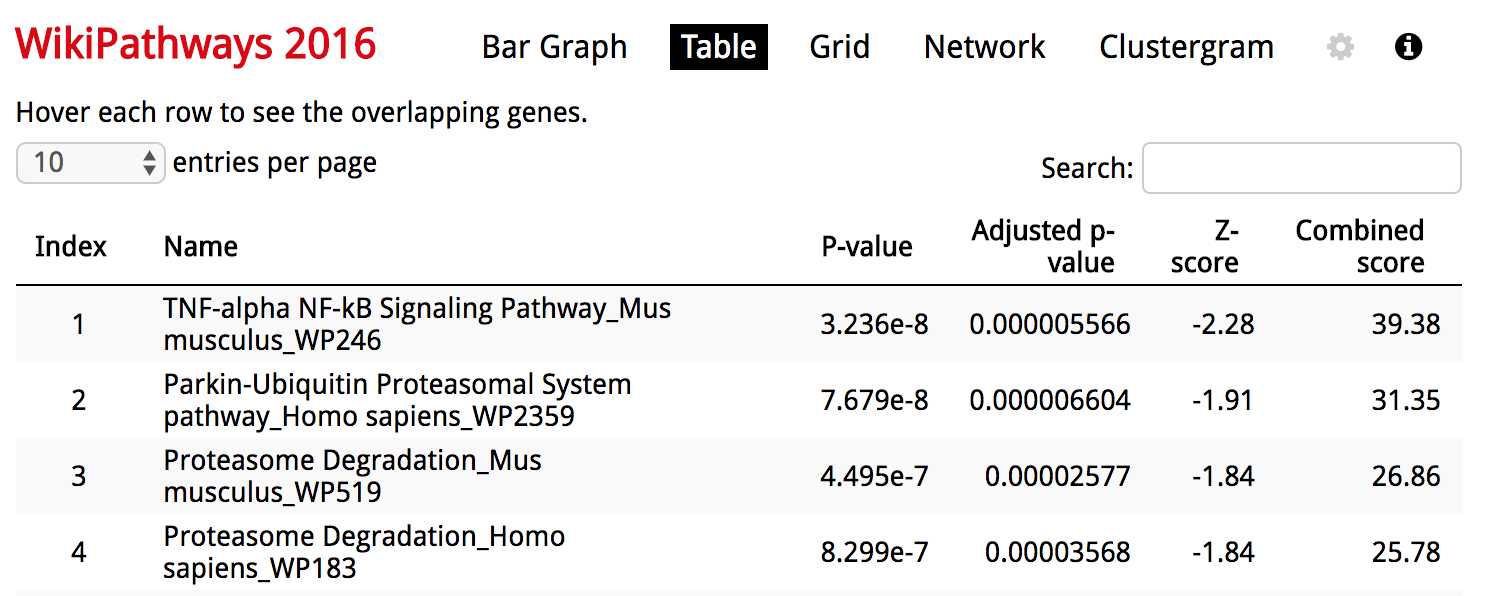 WikiPathways 2016 Bar Graph Table Grid Network Clustergram
Hover each row to see the overlapping genes.
10 entries per page Search:
Index Name P-value Adjusted p-value Z-score Combined score
1 TNF-alpha NF-kB Signaling Pathway_Mus musculus_WP246 3.236e-8 0.000005566 -2.28 39.38
2 Parkin-Ubiquitin Proteasomal System pathway_Homo sapiens_WP2359 7.679e-8 0.000006604 -1.91 31.35
3 Proteasome Degradation_Mus musculus_WP519 4.495e-7 0.00002577 -1.84 26.86
4 Proteasome Degradation_Homo sapiens_WP183 8.299e-7 0.00003568 -1.84 25.78